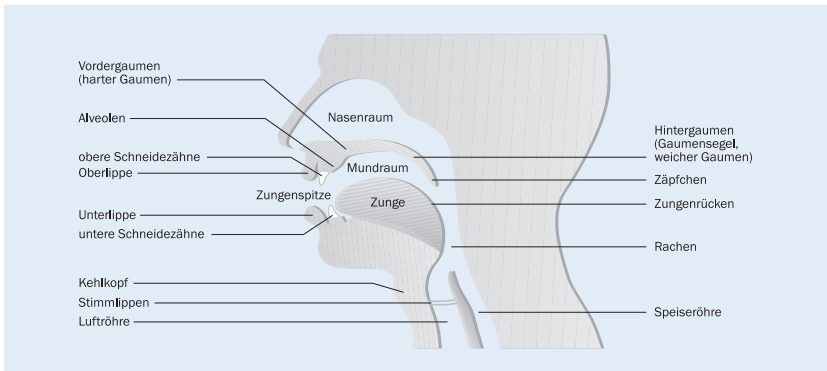 Vordergaumen
(harter Gaumen)
Alveolen
obere Schneidezähne
Oberlippe
Unterlippe
untere Schneidezähne
Kehlkopf
Stimmlippen
Luftröhre
Nasenraum
Mundraum
Zungenspitze
Zunge
Hintergaumen
(Gaumensegel,
weicher Gaumen)
Zäpfchen
Zungenrücken
Rachen
Speiseröhre